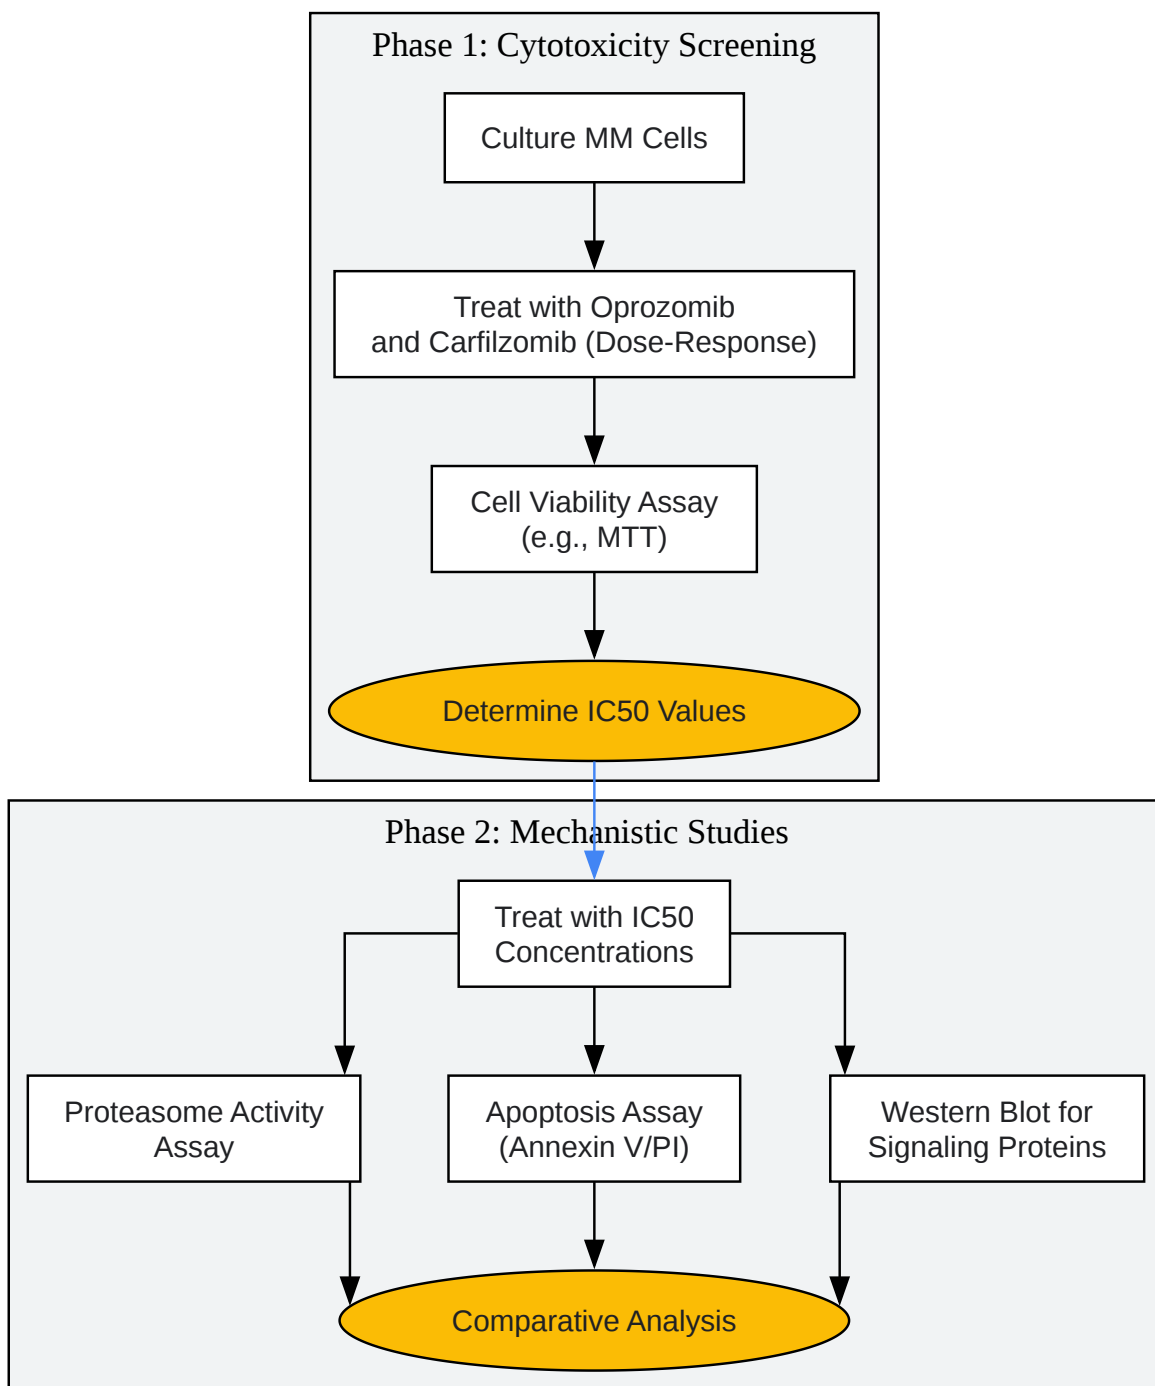 Phase 1: Cytotoxicity Screening
Culture MM Cells
Treat with Oprozomib
and Carfilzomib (Dose-Response)
Cell Viability Assay
(e.g., MTT)
Determine IC50 Values
Phase 2: Mechanistic Studies
Treat with IC50
Concentrations
Proteasome Activity
Assay
Apoptosis Assay
(Annexin V/PI)
Western Blot for
Signaling Proteins
Comparative Analysis